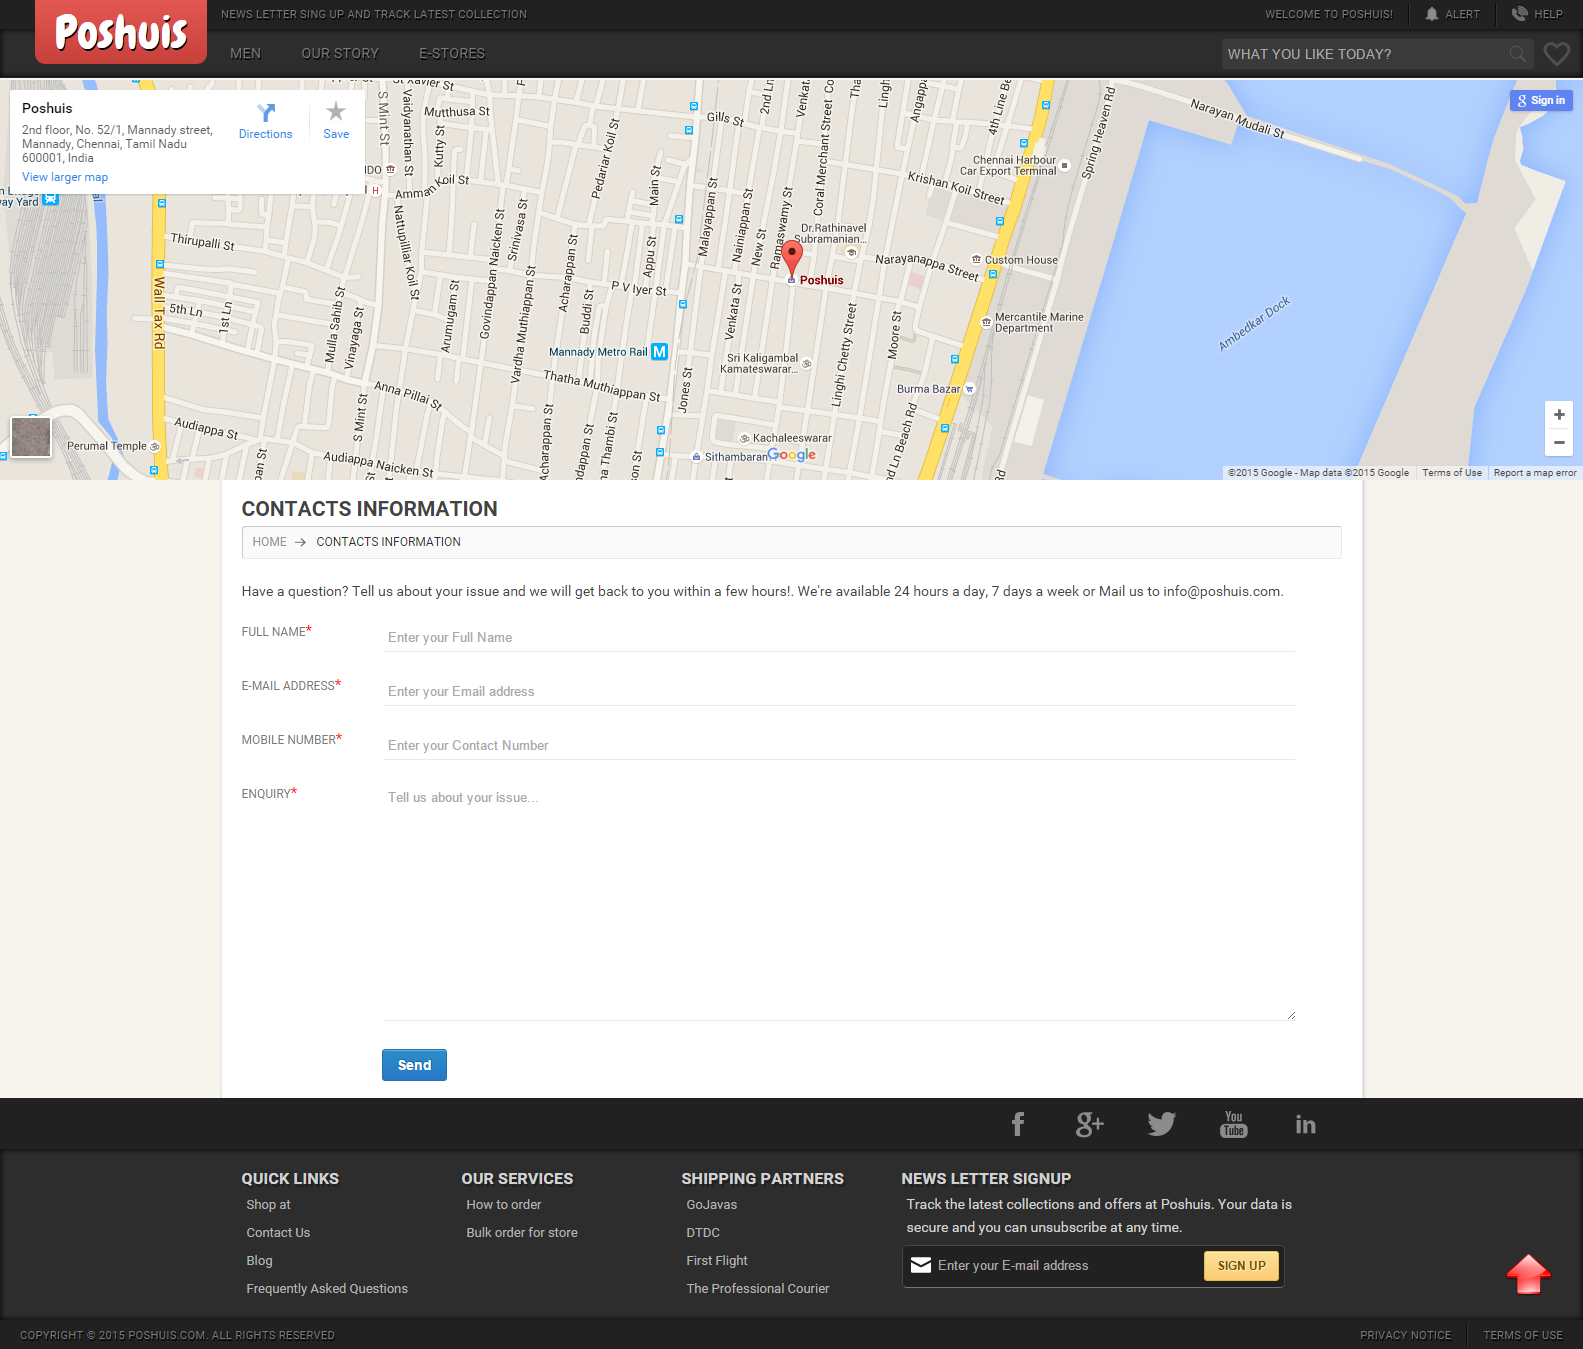 Poshuis
NEWS LETTER SING UP AND TRACK LATEST COLLECTION
WELCOME TO POSHUIS!
ALERT
HELP
MEN
OUR STORY
E-STORES
WHAT YOU LIKE TODAY?
Poshuis
2nd floor, No. 52/1, Mannady street,
Mannady, Chennai, Tamil Nadu
600001, India
View larger map
Directions
Save
Sign in
S Mint St
Vaidyanathan St
Kutty St
Mutthusa St
Gills St
2nd Ln
Coral Merchant Street
4th Line Be
Spring Heaven Rd
Narayan Mudali St
Chennai Harbour
Car Export Terminal
Krishan Koil Street
Pedariar Koil St
Main St
Amman Koil St
way Yard
Nattupilliar Koil St
Govindappan Naicken St
Srinivasa St
Malayappan St
Nainiappan St
New St
Ramaswamy St
Dr.Rathinavel
Subramanian...
Thirupalli St
Acharappan St
Appu St
Narayanappa Street
Custom House
Poshuis
P V Iyer St
Wall Tax Rd
5th Ln
1st Ln
Mulla Sahib St
Vinayaga St
Arumugam St
Vardha Muthiappan St
Buddi St
Venkata St
Linghi Chetty Street
Moore St
Mercantile Marine
Department
Ambedkar Dock
Mannady Metro Rail
M
Sri Kaligambal
Kamateswarar...
Thatha Muthiappan St
Jones St
Burma Bazar
Anna Pillai St
Audiappa St
S Mint St
Perumal Temple
Audiappa Naicken St
Acharappan St
Kachaleeswarar
Sithambaran
Google
©2015 Google - Map data ©2015 Google
Terms of Use
Report a map error
CONTACTS INFORMATION
HOME → CONTACTS INFORMATION
Have a question? Tell us about your issue and we will get back to you within a few hours!. We're available 24 hours a day, 7 days a week or Mail us to info@poshuis.com.
FULL NAME*
Enter your Full Name
E-MAIL ADDRESS*
Enter your Email address
MOBILE NUMBER*
Enter your Contact Number
ENQUIRY*
Tell us about your issue...
Send
You
Tube
in
QUICK LINKS
Shop at
Contact Us
Blog
Frequently Asked Questions
OUR SERVICES
How to order
Bulk order for store
SHIPPING PARTNERS
GoJavas
DTDC
First Flight
The Professional Courier
NEWS LETTER SIGNUP
Track the latest collections and offers at Poshuis. Your data is
secure and you can unsubscribe at any time.
Enter your E-mail address
SIGN UP
COPYRIGHT © 2015 POSHUIS.COM. ALL RIGHTS RESERVED
PRIVACY NOTICE
TERMS OF USE